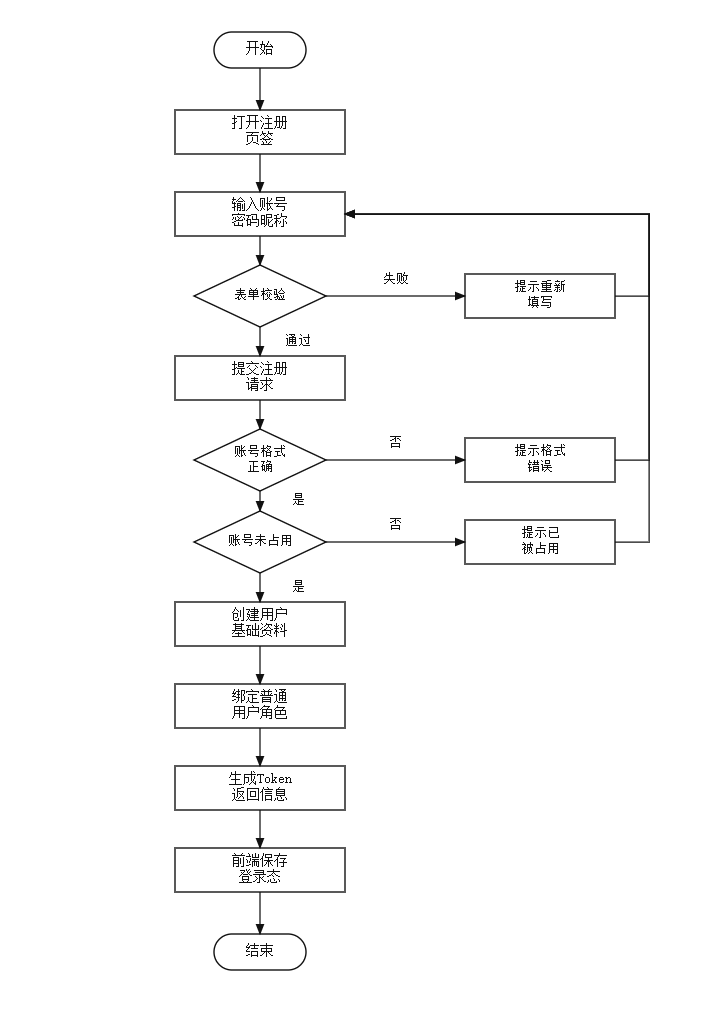 开始
打开注册
页签
输入账号
密码昵称
表单校验
失败
提示重新
填写
通过
提交注册
请求
账号格式
正确
否
提示格式
错误
是
账号未占用
否
提示已
被占用
是
创建用户
基础资料
绑定普通
用户角色
生成Token
返回信息
前端保存
登录态
结束